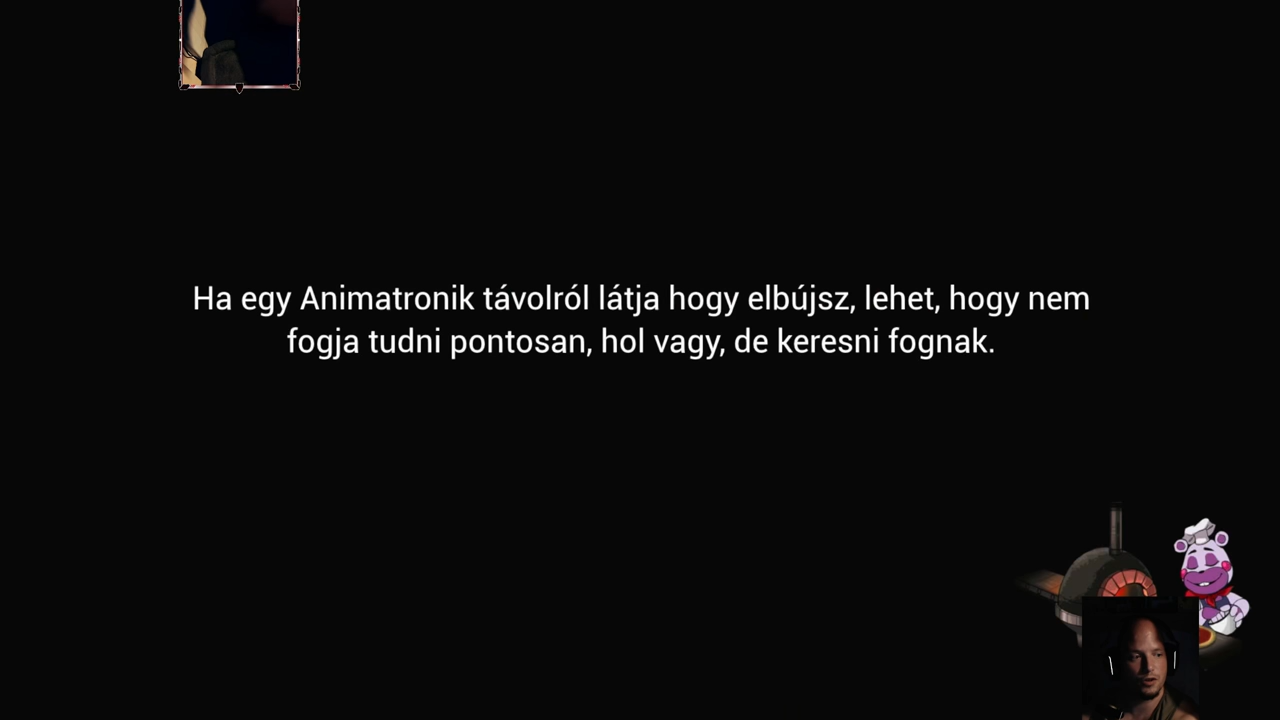 Ha egy Animatronik távolról látja hogy elbújsz, lehet, hogy nem
fogja tudni pontosan, hol vagy, de keresni fognak.